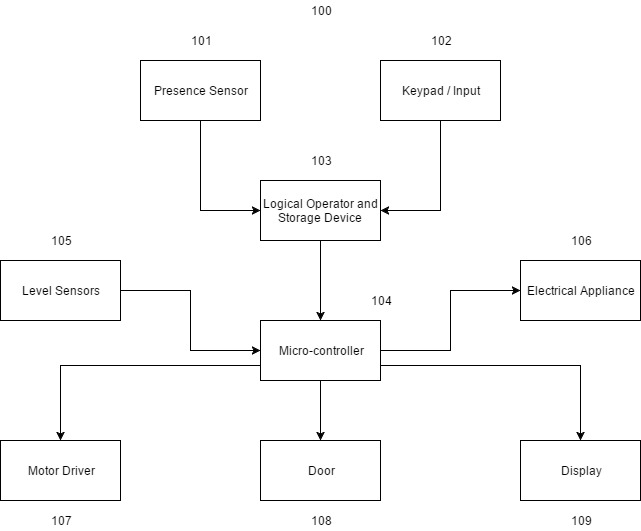 100
101
102
Presence Sensor
Keypad / Input
103
Logical Operator and
Storage Device
105
106
Level Sensors
Electrical Appliance
104
Micro-controller
Motor Driver
Door
Display
107
108
109